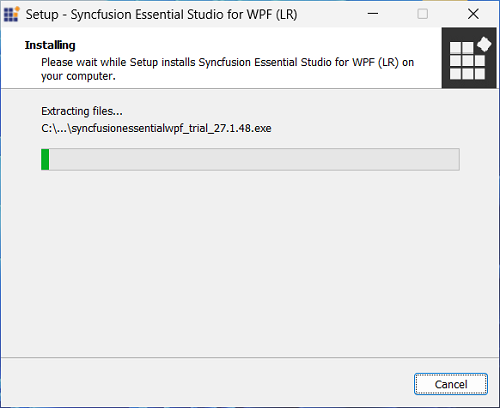 Setup - Syncfusion Essential Studio for WPF (LR)
Installing
Please wait while Setup installs Syncfusion Essential Studio for WPF (LR) on
your computer.
Extracting files...
C:\...\syncfusionessentialwpf_trial_27.1.48.exe
Cancel